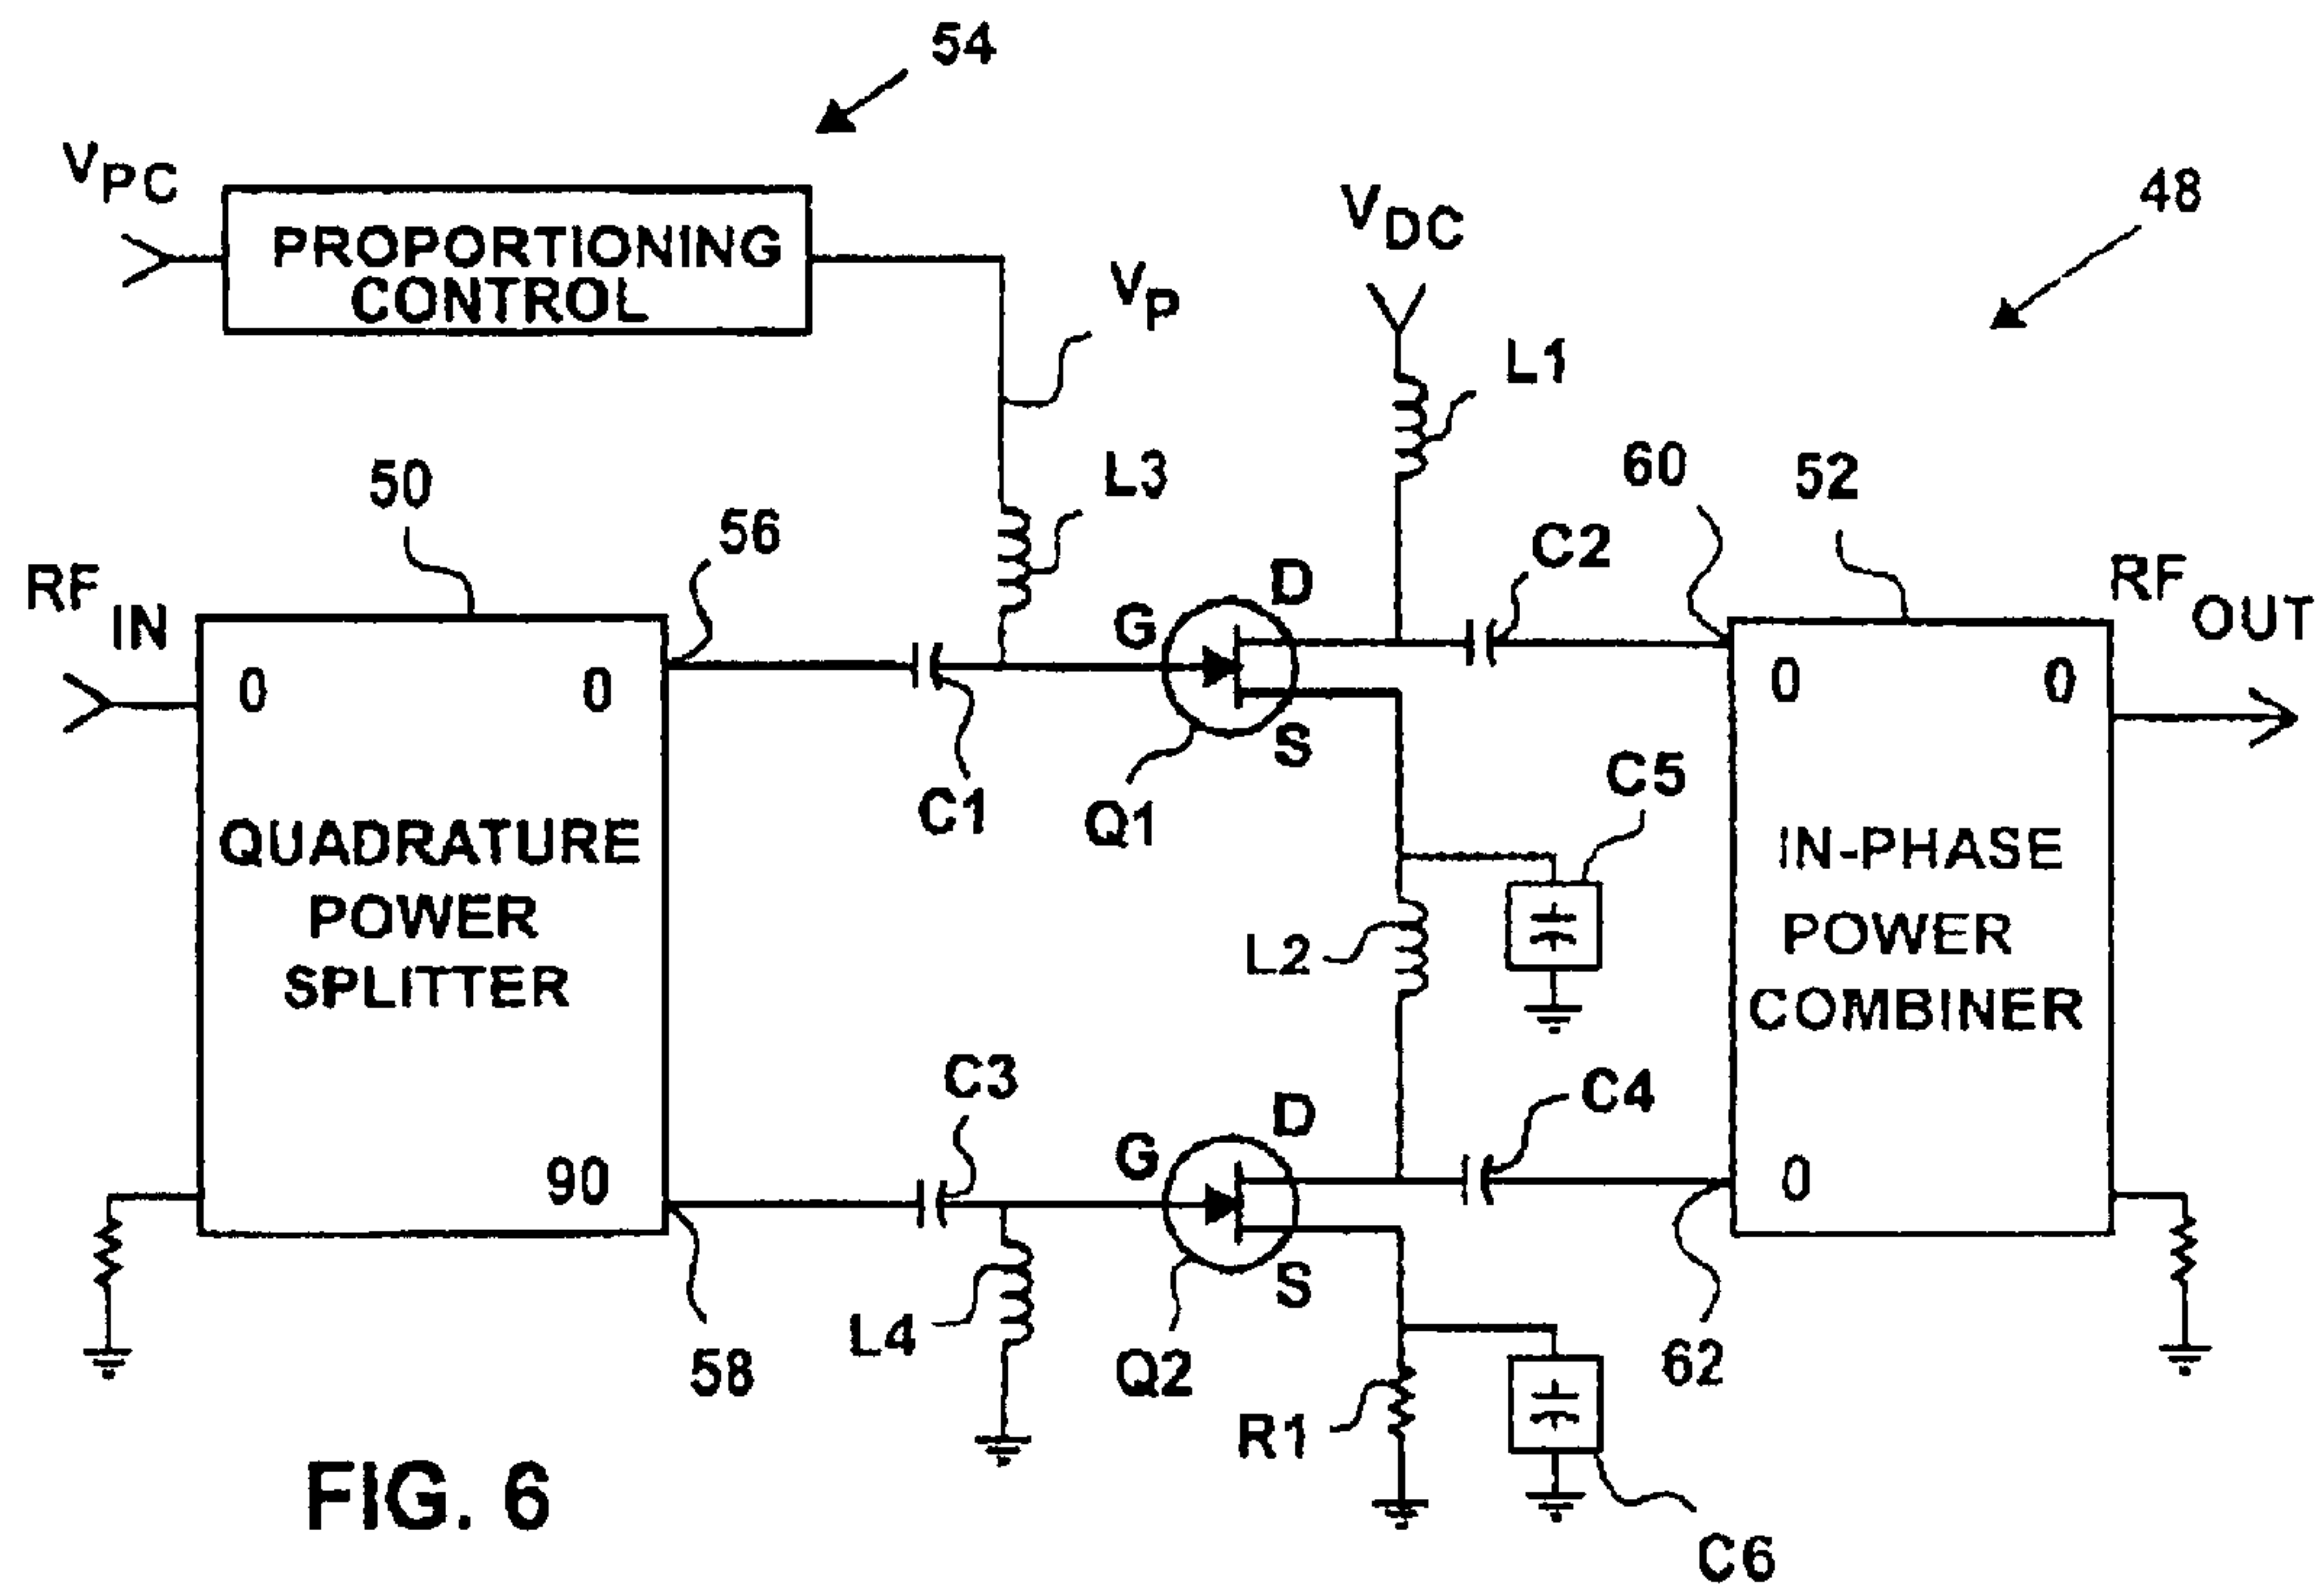 54
VPC
PROPORTIONING
CONTROL
VP
VDC
48
L1
L3
50
56
60
52
C2
RF IN
RF OUT
D
G
S
0
0
0
0
C1
Q1
C5
QUADRATURE
POWER
SPLITTER
IN-PHASE
POWER
COMBINER
L2
C3
C4
D
G
S
90
0
L4
58
Q2
62
R1
C6
FIG. 6